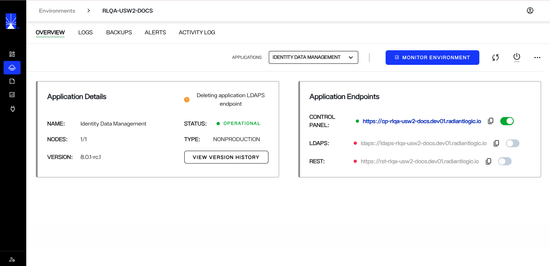 Environments > RLQA-USW2-DOCS
OVERVIEW LOGS BACKUPS ALERTS ACTIVITY LOG
APPLICATIONS IDENTITY DATA MANAGEMENT MONITOR ENVIRONMENT
Application Details
Deleting application LDAPS
endpoint
NAME: Identity Data Management STATUS: OPERATIONAL
NODES: 1/1 TYPE: NONPRODUCTION
VERSION: 8.0.1-rc.1 VIEW VERSION HISTORY
Application Endpoints
CONTROL
PANEL: https://cp-rlqa-usw2-docs.dev01.radiantlogic.io
LDAPS: ldaps://ldaps-rlqa-usw2-docs.dev01.radiantlogic.io
REST: https://rest-rlqa-usw2-docs.dev01.radiantlogic.io